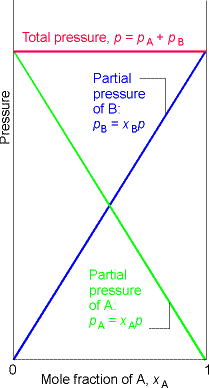 Total pressure, p = pA + pB
Partial
pressure
of B:
pB = xBp
Pressure
Partial
pressure
of A:
pA = xAp
0
1
Mole fraction of A, xA